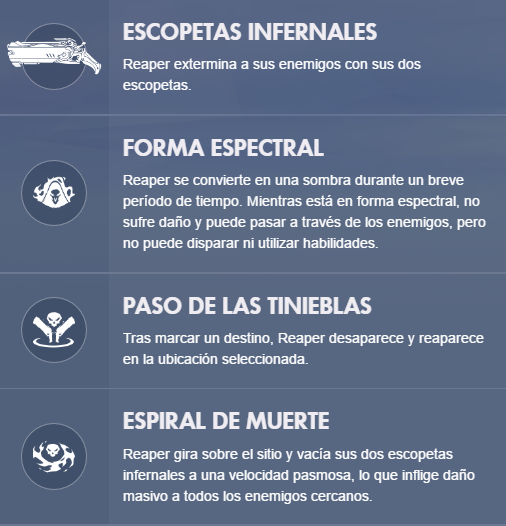 ESCOPETAS INFERNALES
Reaper extermina a sus enemigos con sus dos
escopetas.
FORMA ESPECTRAL
Reaper se convierte en una sombra durante un breve
período de tiempo. Mientras está en forma espectral, no
sufre daño y puede pasar a través de los enemigos, pero
no puede disparar ni utilizar habilidades.
PASO DE LAS TINIEBLAS
Tras marcar un destino, Reaper desaparece y reaparece
en la ubicación seleccionada.
ESPIRAL DE MUERTE
Reaper gira sobre el sitio y vacía sus dos escopetas
infernales a una velocidad pasmosa, lo que inflige daño
masivo a todos los enemigos cercanos.